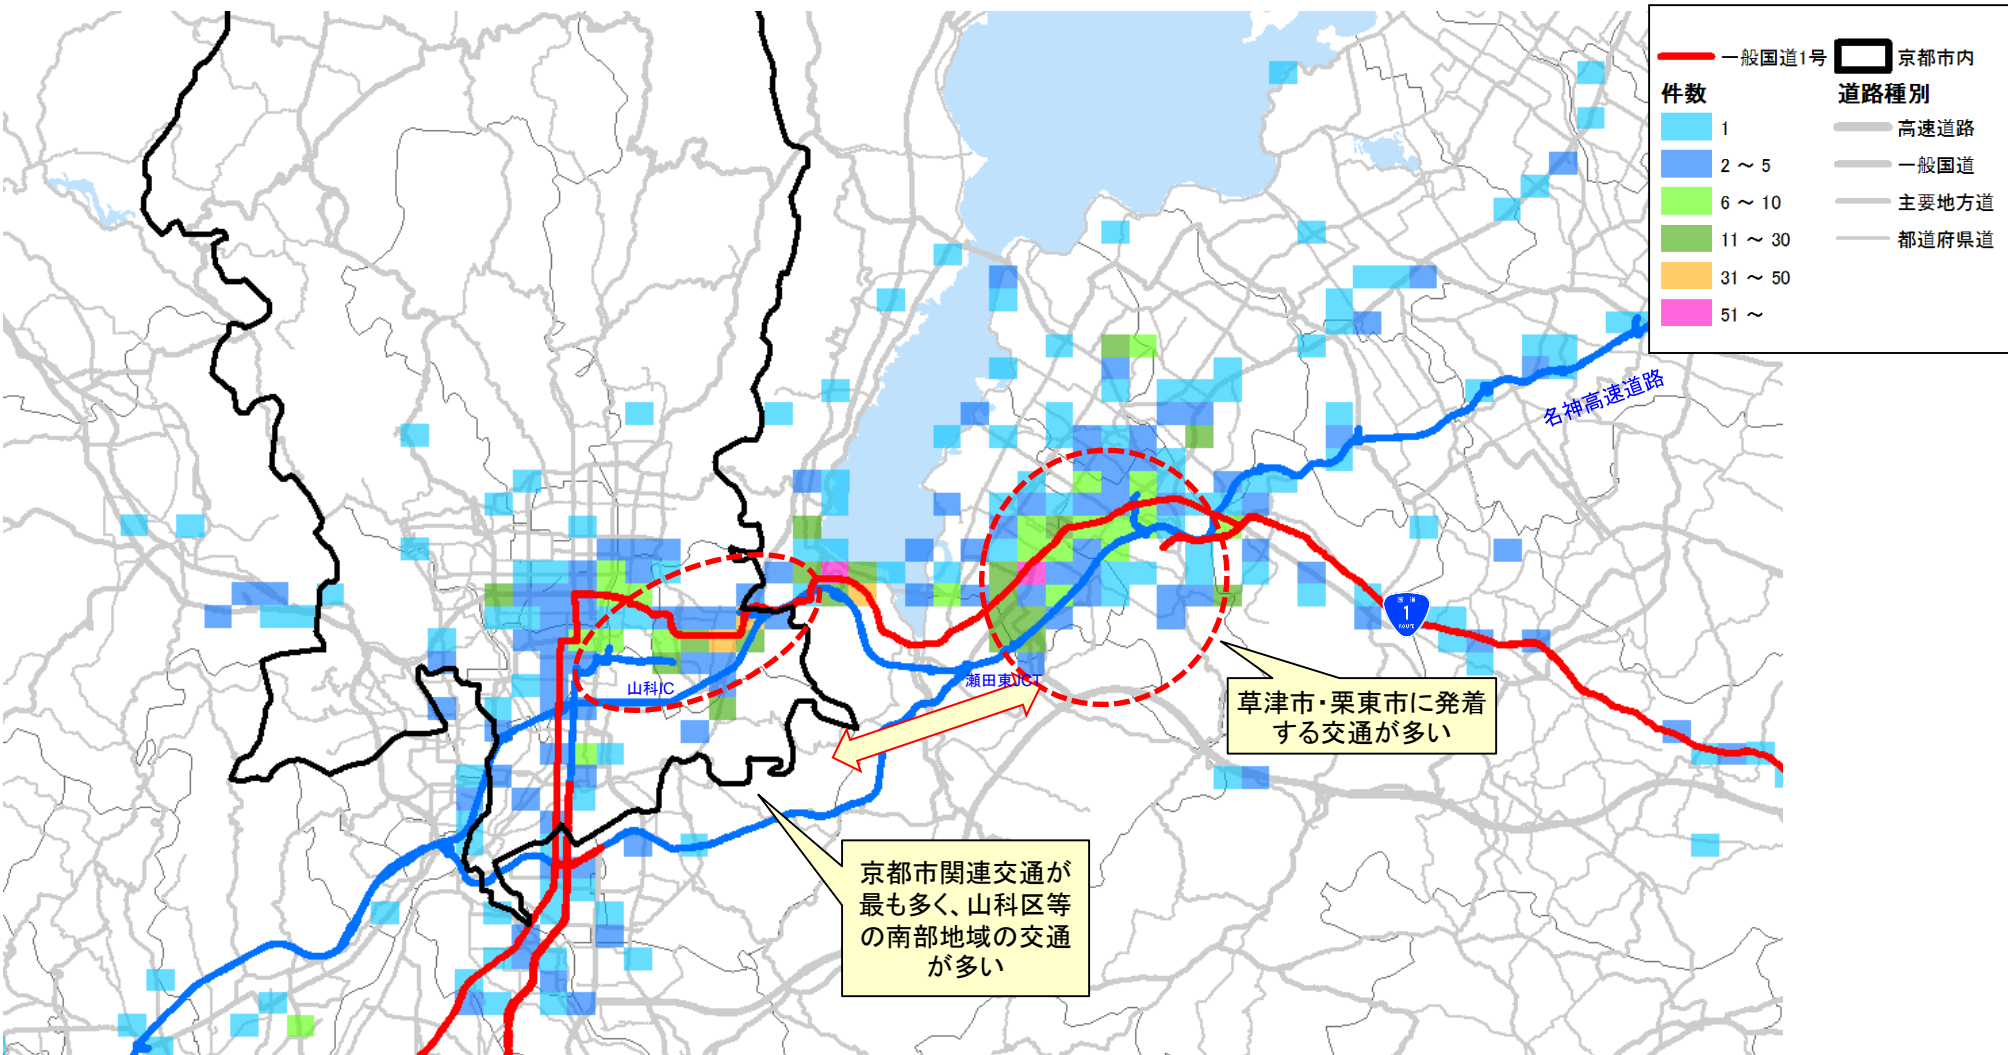 一般国道1号
京都市内
件数
1
2 ～ 5
6 ～ 10
11 ～ 30
31 ～ 50
51 ～
道路種別
高速道路
一般国道
主要地方道
都道府県道
名神高速道路
国道
1
ROUTE
山科IC
瀬田東JCT
草津市・栗東市に発着
する交通が多い
京都市関連交通が
最も多く、山科区等
の南部地域の交通
が多い